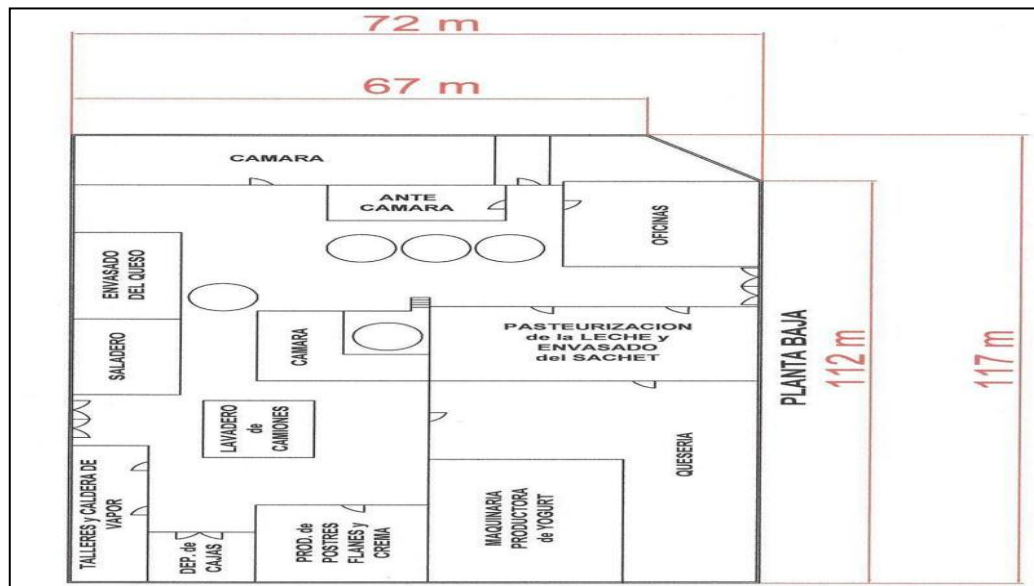 72 m
67 m
CAMARA
ANTE
CAMARA
OFICINAS
ENVASADO
DEL QUESO
SALADERO
CAMARA
PASTEURIZACION
de la LECHE y
ENVASADO
del SACHET
PLANTA BAJA
112 m
117 m
LAVADERO
de
CAMIONES
QUESERIA
TALLERES y CALDERA DE
VAPOR
DEP. de
CAJAS
PROD. de
POSTRES
FLANES y
CREMA
MAQUINARIA
PRODUCTORA
de YOGURT